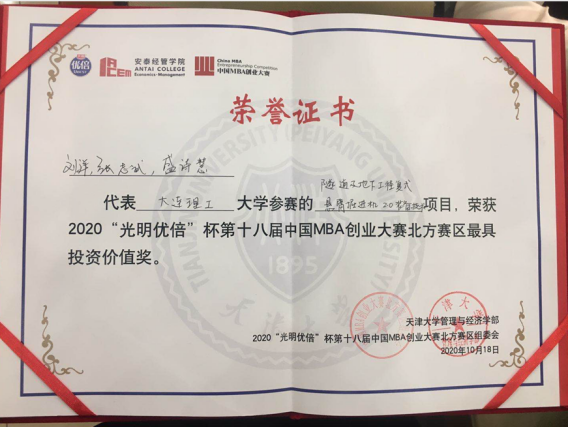 优倍
安泰经管学院
ANTAI COLLEGE
Economics·Management
China MBA
Entrepreneurship Competition
中国MBA创业大赛
荣誉证书
刘洋,张志斌,盛诗慧
代表 大连理工 大学参赛的
隧道及地下工程复式
项目,荣获
2020“光明优倍”杯第十八届中国MBA创业大赛北方赛区最具
投资价值奖。
1895
天津大学管理与经济学部
2020“光明优倍”杯第十八届中国MBA创业大赛北方赛区组委会
2020年10月18日